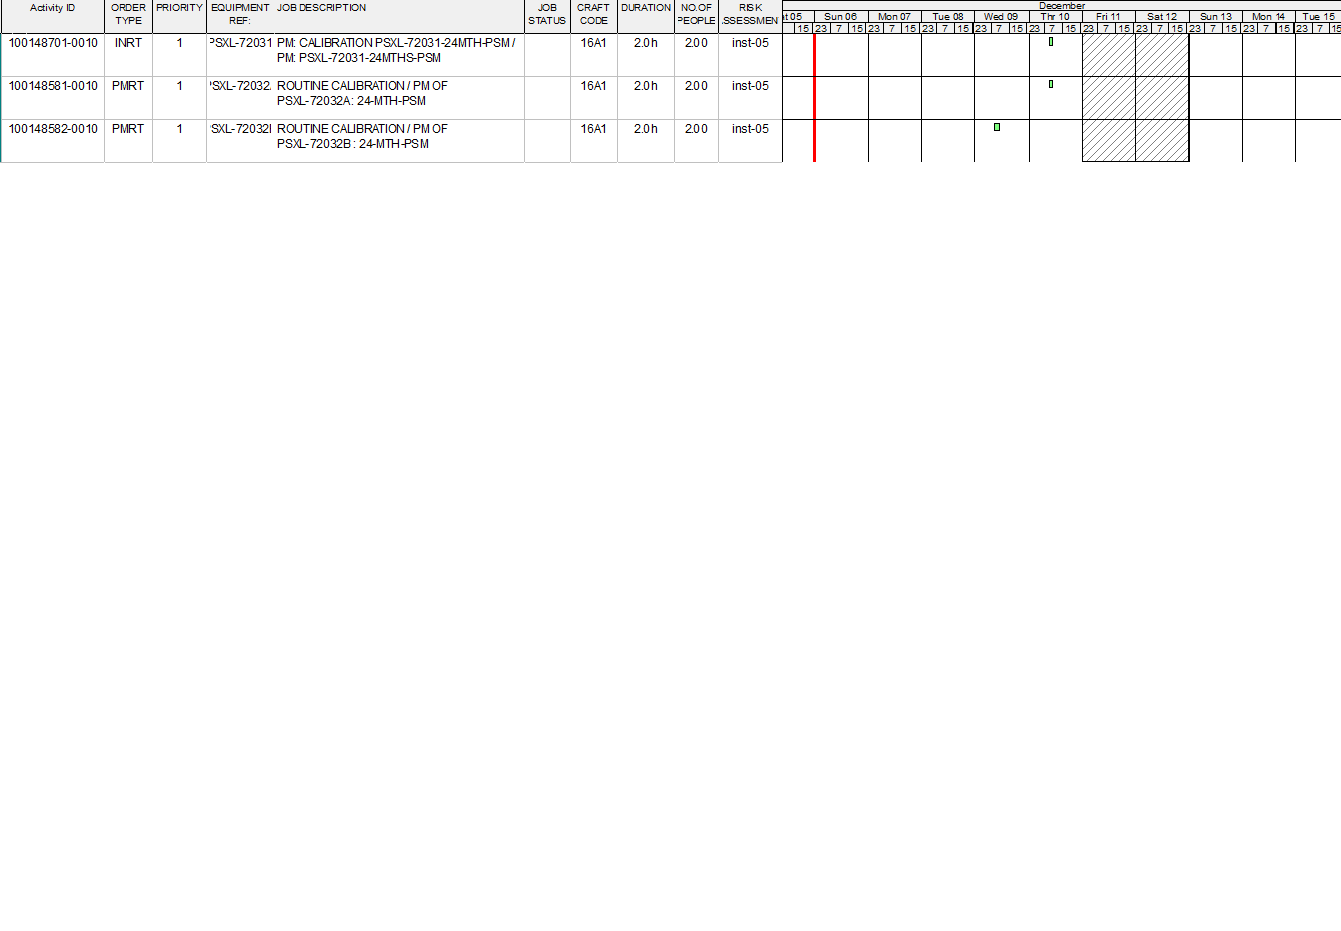 December
Activity ID ORDER PRIORITY EQUIPMENT JOB DESCRIPTION JOB CRAFT DURATION NO.OF RISK
TYPE REF: STATUS CODE PEOPLE SSESSMEN
at 05 Sun 06 Mon 07 Tue 08 Wed 09 Thr 10 Fri 11 Sat 12 Sun 13 Mon 14 Tue 15
15 23 7 15 23 7 15 23 7 15 23 7 15 23 7 15 23 7 15 23 7 15 23 7 15 23 7 15 23 7 15
100148701-0010 INRT 1 PSXL-72031 PM: CALIBRATION PSXL-72031-24MTH-PSM / 16A1 2.0h 2.00 inst-05
PM: PSXL-72031-24MTHS-PSM
100148581-0010 PMRT 1 SXL-72032 ROUTINE CALIBRATION / PM OF 16A1 2.0h 2.00 inst-05
PSXL-72032A: 24-MTH-PSM
100148582-0010 PMRT 1 SXL-72032 ROUTINE CALIBRATION / PM OF 16A1 2.0h 2.00 inst-05
PSXL-72032B : 24-MTH-PSM